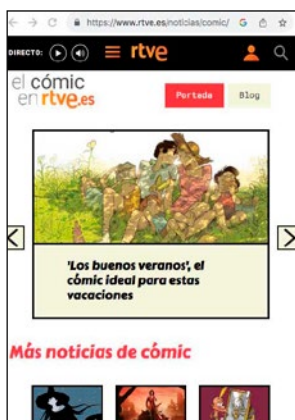 https://www.rtve.es/noticias/comic/
DIRECTO:
rtve
el cómic
en rtve.es
Portada
Blog
'Los buenos veranos', el
cómic ideal para estas
vacaciones
Más noticias de cómic